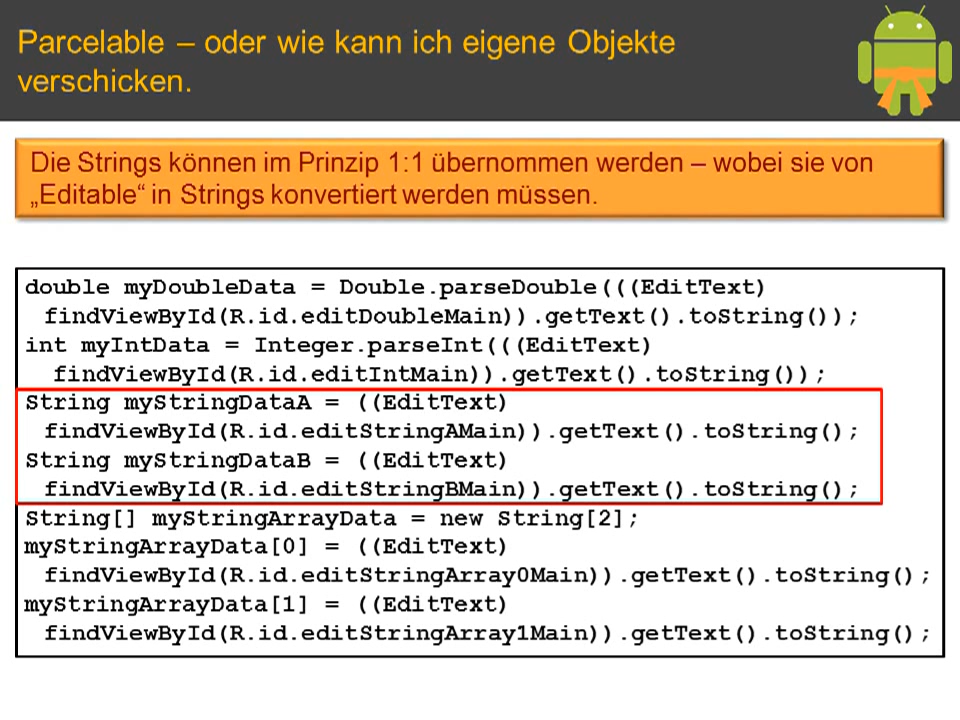 Parcelable – oder wie kann ich eigene Objekte
verschicken.
Die Strings können im Prinzip 1:1 übernommen werden – wobei sie von
„Editable“ in Strings konvertiert werden müssen.
double myDoubleData = Double.parseDouble(((EditText)
findViewById(R.id.editDoubleMain)).getText().toString());
int myIntData = Integer.parseInt(((EditText)
findViewById(R.id.editIntMain)).getText().toString());
String myStringDataA = ((EditText)
findViewById(R.id.editStringAMain)).getText().toString();
String myStringDataB = ((EditText)
findViewById(R.id.editStringBMain)).getText().toString();
String[] myStringArrayData = new String[2];
myStringArrayData[0] = ((EditText)
findViewById(R.id.editStringArray0Main)).getText().toString();
myStringArrayData[1] = ((EditText)
findViewById(R.id.editStringArray1Main)).getText().toString();